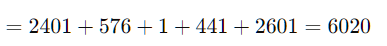 = 2401 + 576 + 1 + 441 + 2601 = 6020